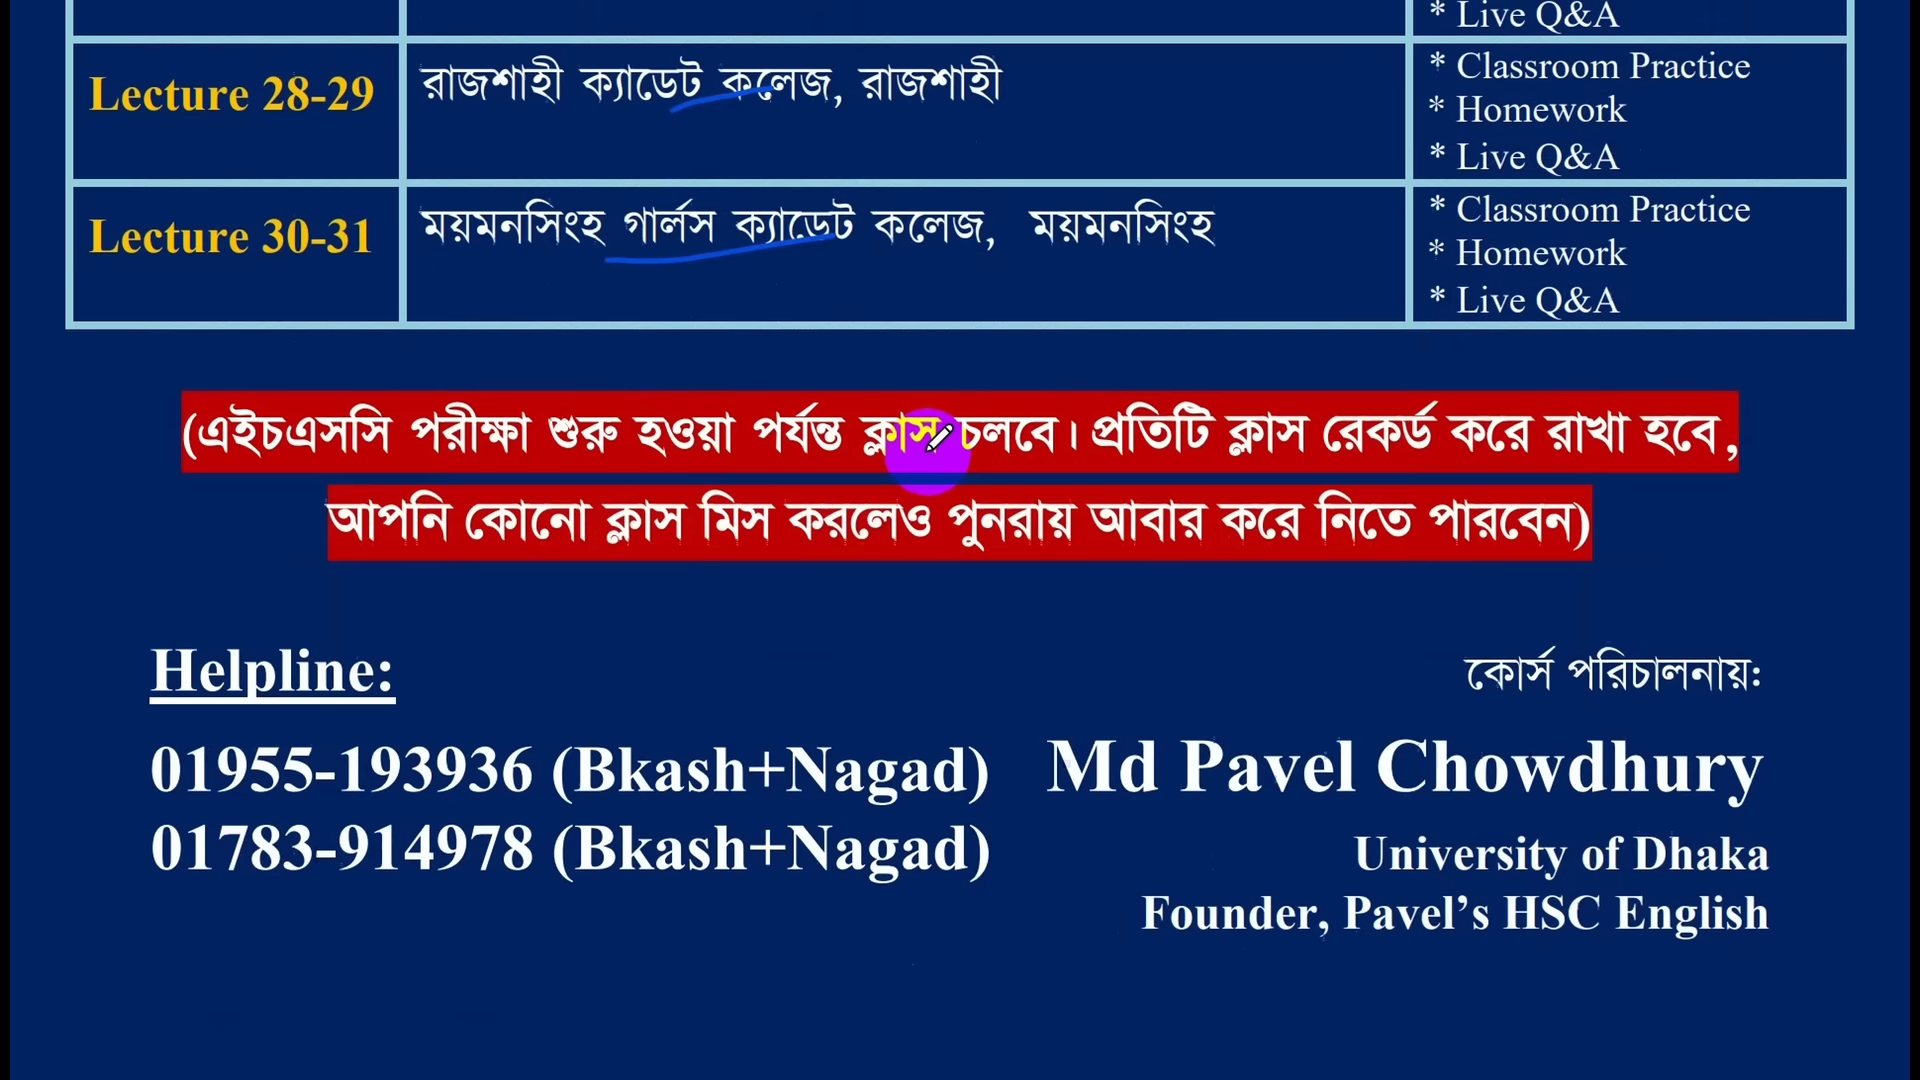 * Live Q&A
Lecture 28-29
রাজশাহী ক্যাডেট কলেজ, রাজশাহী
* Classroom Practice
* Homework
* Live Q&A
Lecture 30-31
ময়মনসিংহ গার্লস ক্যাডেট কলেজ, ময়মনসিংহ
* Classroom Practice
* Homework
* Live Q&A
(এইচএসসি পরীক্ষা শুরু হওয়া পর্যন্ত ক্লাস চলবে। প্রতিটি ক্লাস রেকর্ড করে রাখা হবে,
আপনি কোনো ক্লাস মিস করলেও পুনরায় আবার করে নিতে পারবেন)
Helpline:
01955-193936 (Bkash+Nagad)
01783-914978 (Bkash+Nagad)
কোর্স পরিচালনায়ঃ
Md Pavel Chowdhury
University of Dhaka
Founder, Pavel’s HSC English